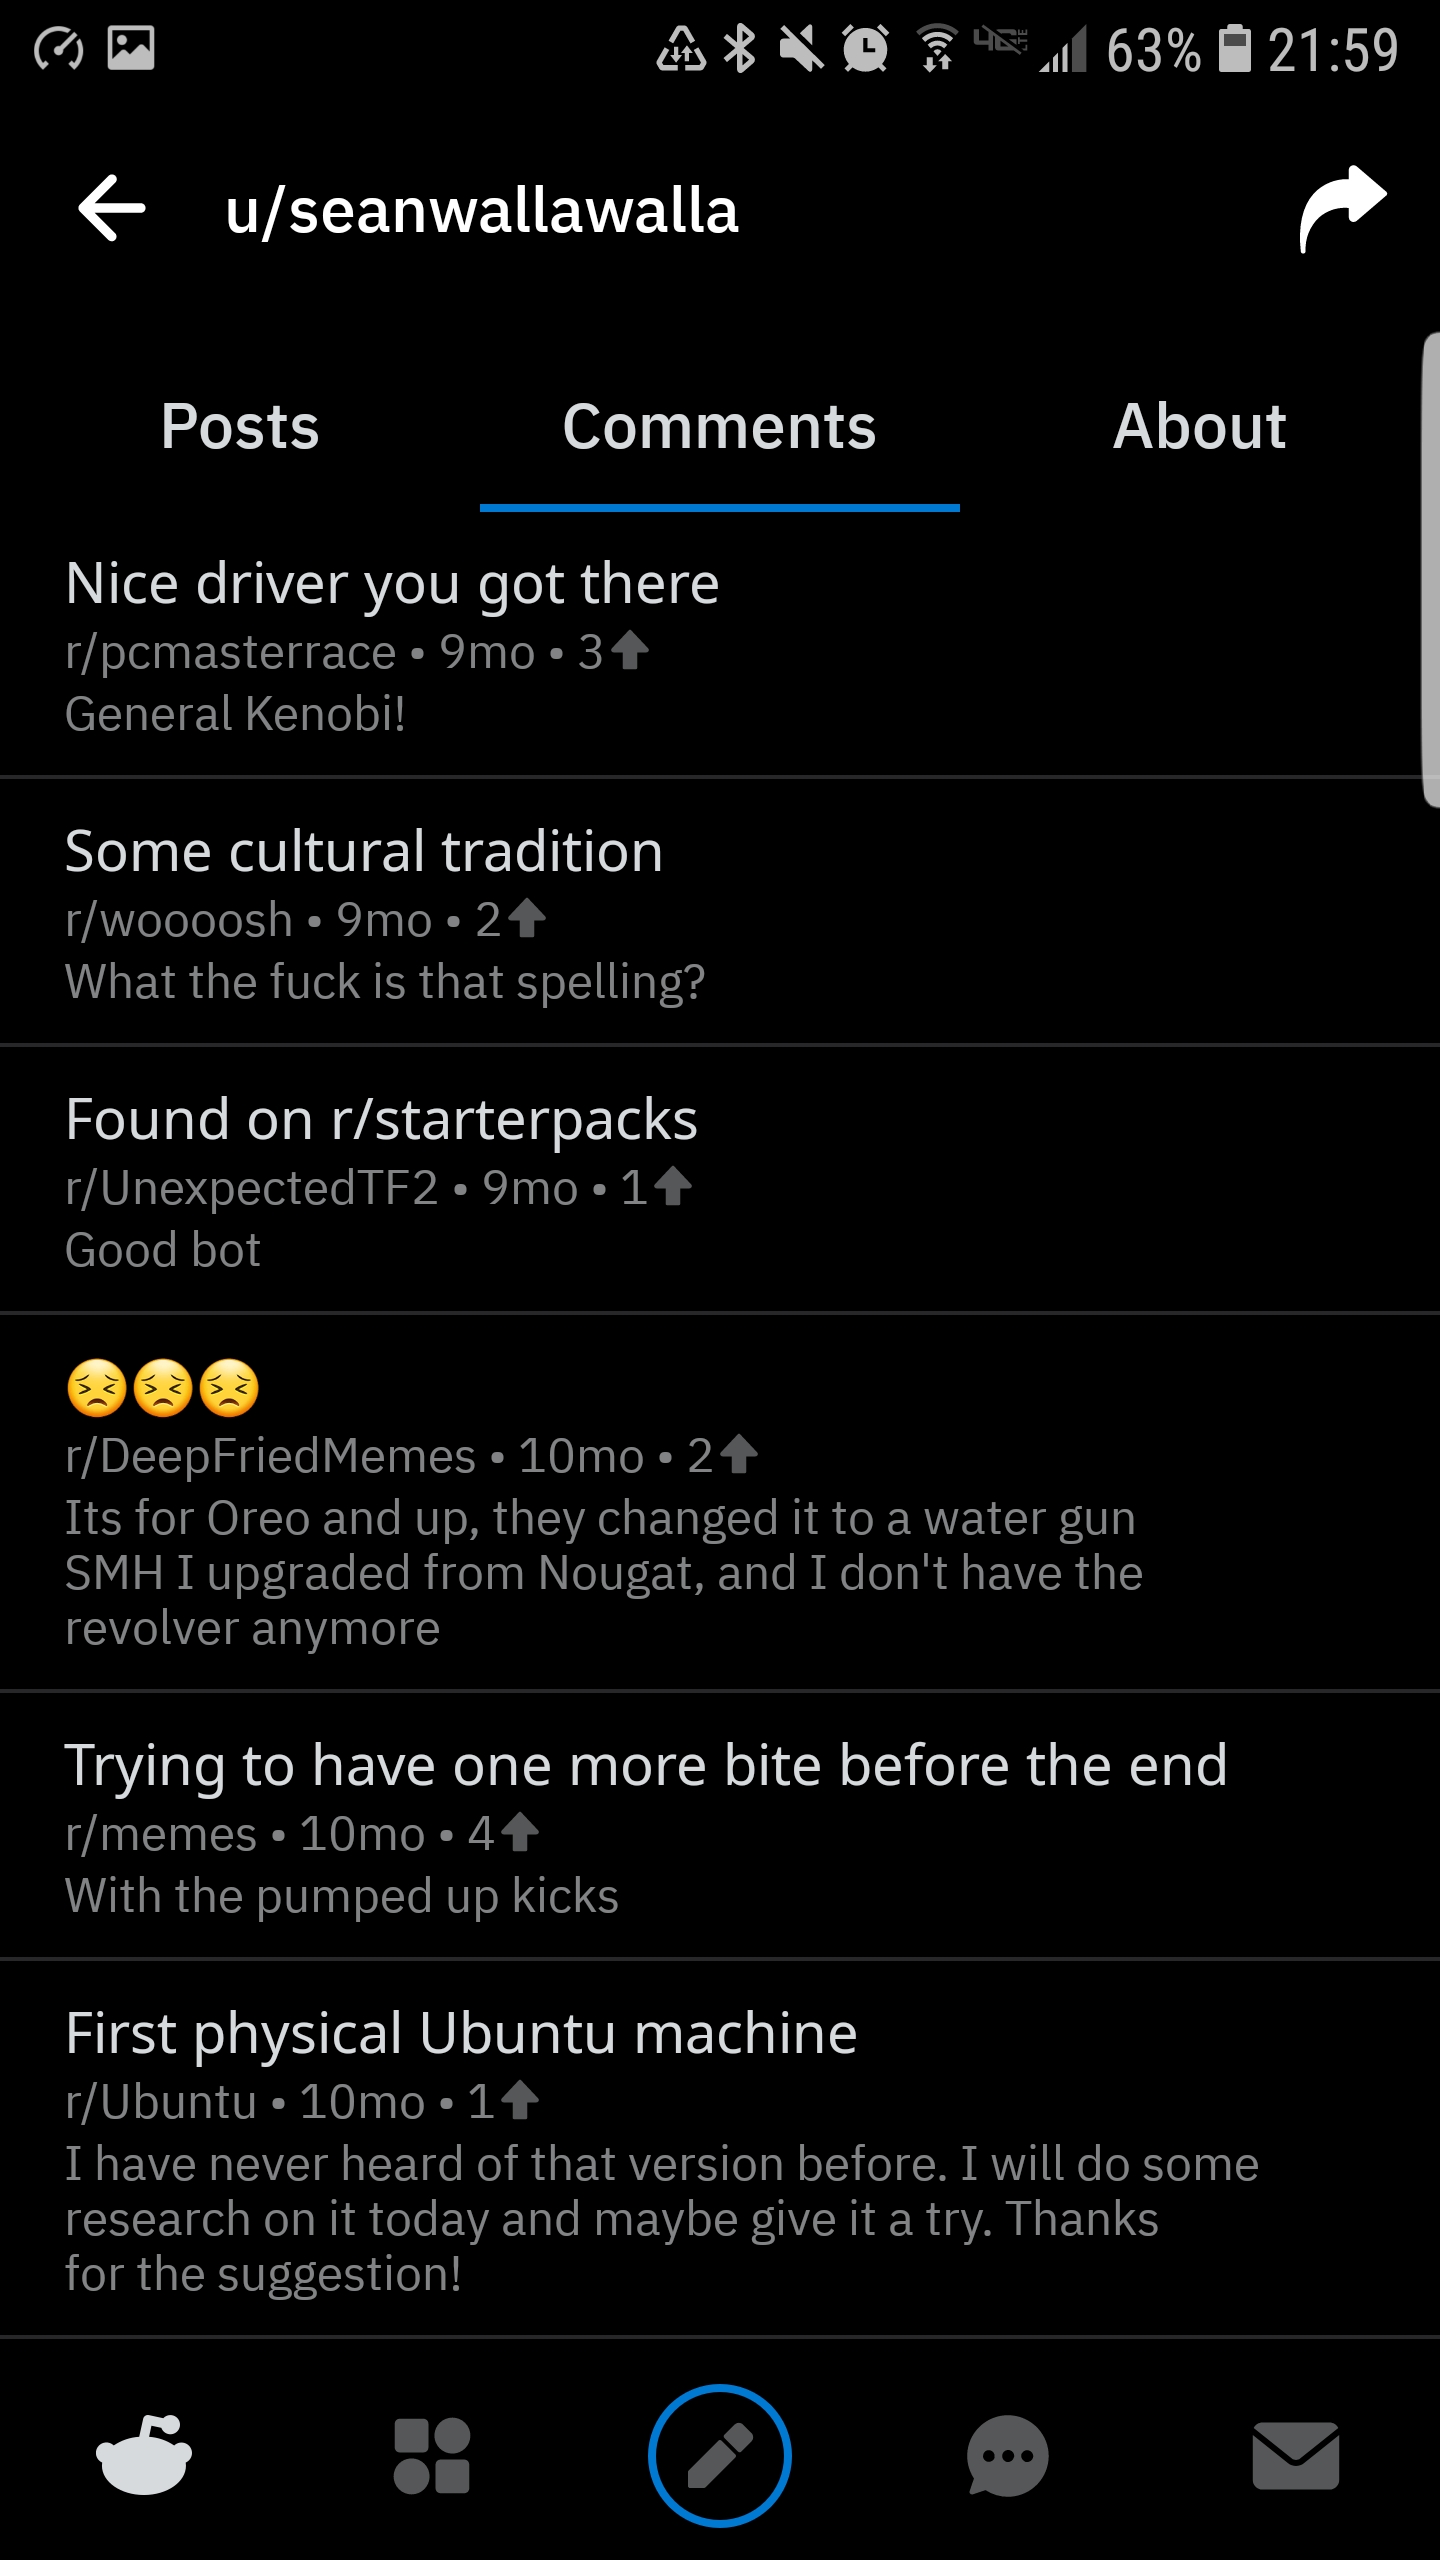 63% 21:59
u/seanwallawalla
Posts Comments About
Nice driver you got there
r/pcmasterrace • 9mo • 3
General Kenobi!
Some cultural tradition
r/woooosh • 9mo • 2
What the fuck is that spelling?
Found on r/starterpacks
r/UnexpectedTF2 • 9mo • 1
Good bot
😣😣😣
r/DeepFriedMemes • 10mo • 2
Its for Oreo and up, they changed it to a water gun
SMH I upgraded from Nougat, and I don't have the
revolver anymore
Trying to have one more bite before the end
r/memes • 10mo • 4
With the pumped up kicks
First physical Ubuntu machine
r/Ubuntu • 10mo • 1
I have never heard of that version before. I will do some
research on it today and maybe give it a try. Thanks
for the suggestion!